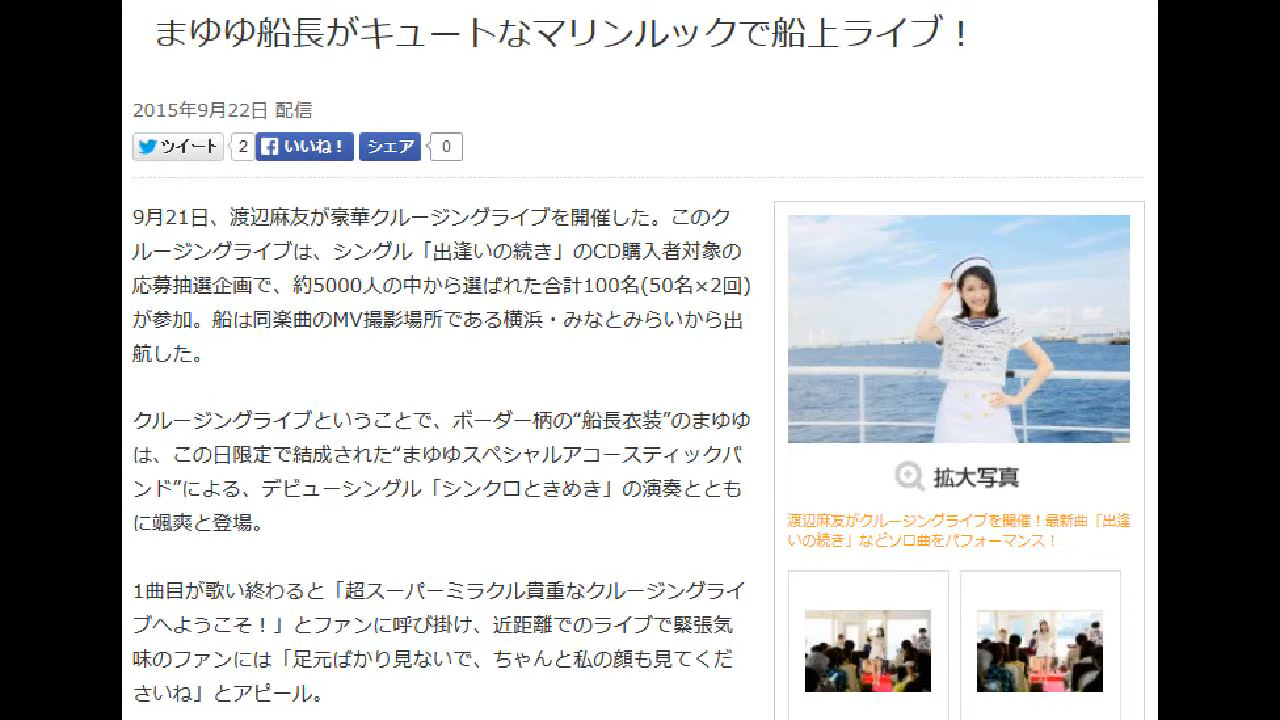 まゆゆ船長がキュートなマリンルックで船上ライブ！
2015年9月22日 配信
ツイート 2 いいね！ シェア 0
9月21日、渡辺麻友が豪華クルージングライブを開催した。このク
ルージングライブは、シングル「出逢いの続き」のCD購入者対象の
応募抽選企画で、約5000人の中から選ばれた合計100名(50名×2回)
が参加。船は同楽曲のMV撮影場所である横浜・みなとみらいから出
航した。
クルージングライブということで、ボーダー柄の“船長衣装”のまゆゆ
は、この日限定で結成された“まゆゆスペシャルアコースティックバ
ンド”による、デビューシングル「シンクロときめき」の演奏ととも
に颯爽と登場。
1曲目が歌い終わると「超スーパーミラクル貴重なクルージングライ
ブへようこそ！」とファンに呼び掛け、近距離でのライブで緊張気
味のファンには「足元ばかり見ないで、ちゃんと私の顔も見てくだ
さいね」とアピール。
拡大写真
渡辺麻友がクルージングライブを開催！最新曲「出逢
いの続き」などソロ曲をパフォーマンス！